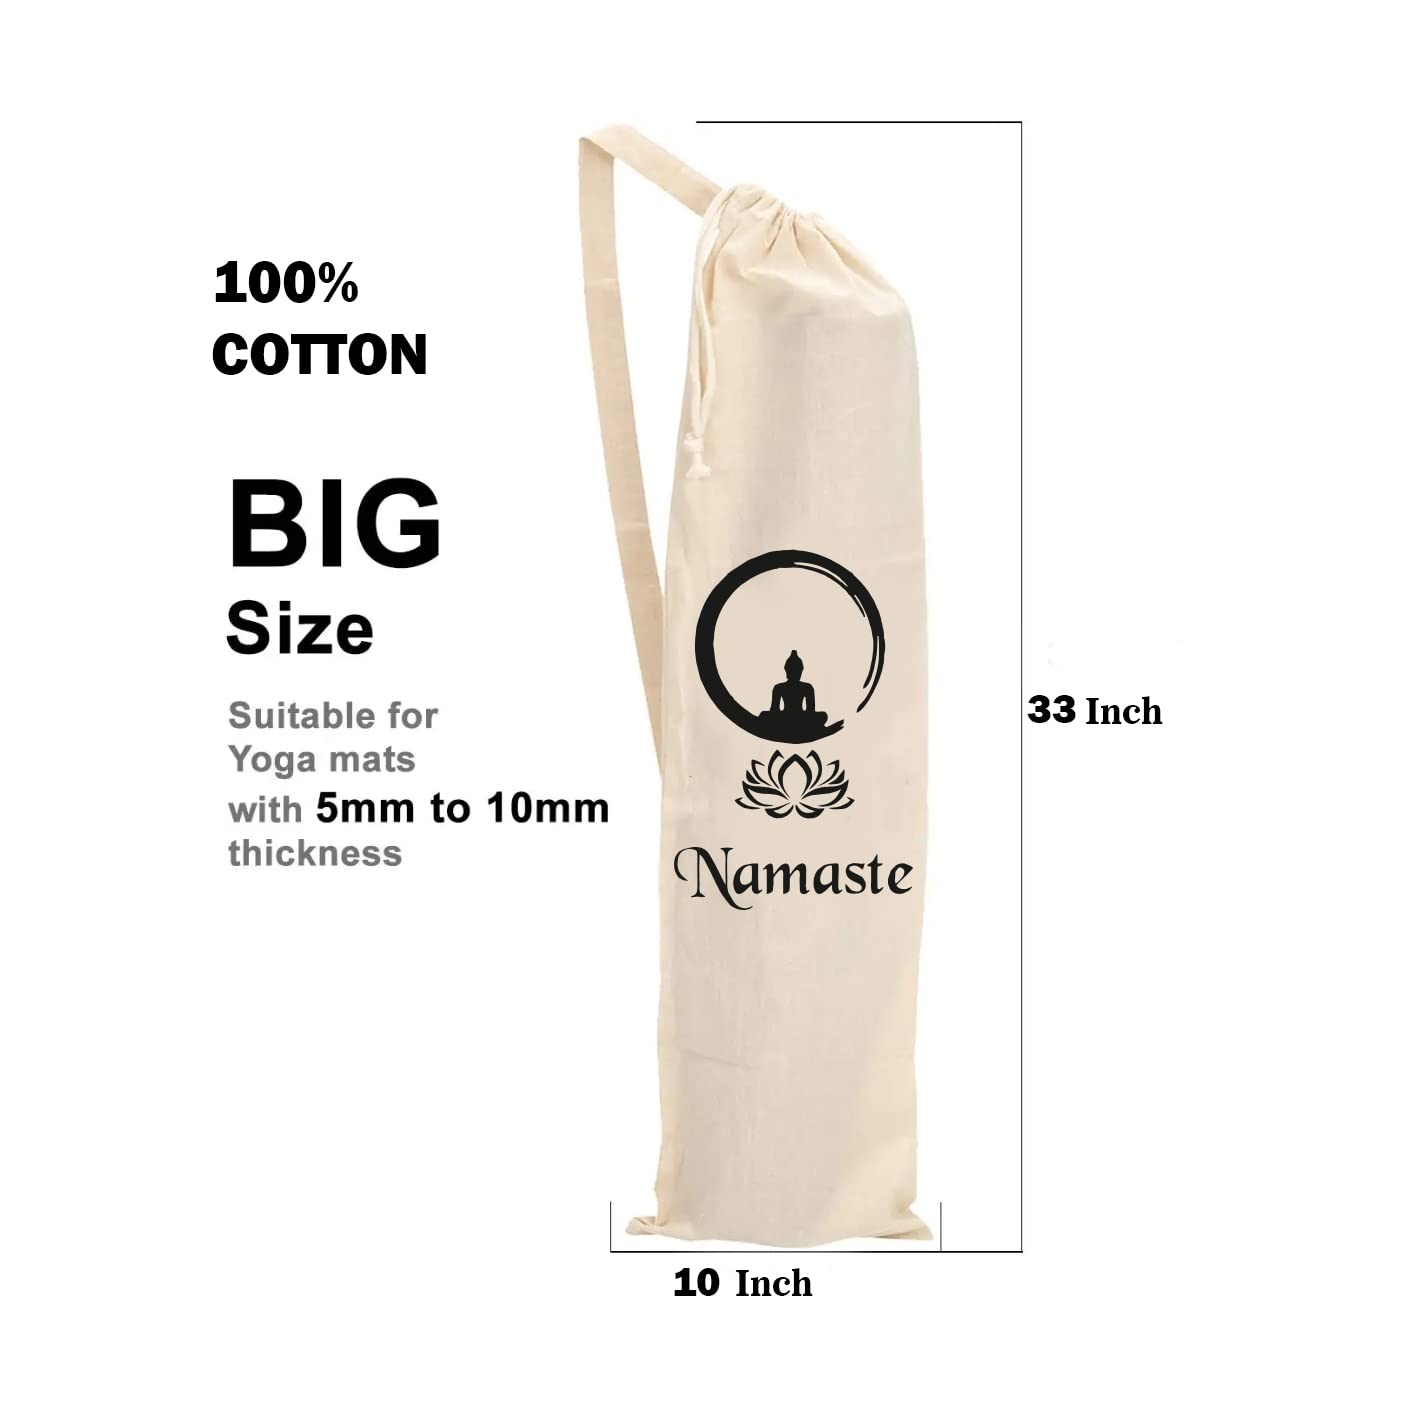 100%
COTTON
BIG
Size
Suitable for
Yoga mats
with 5mm to 10mm
thickness
Namaste
33 Inch
10 Inch